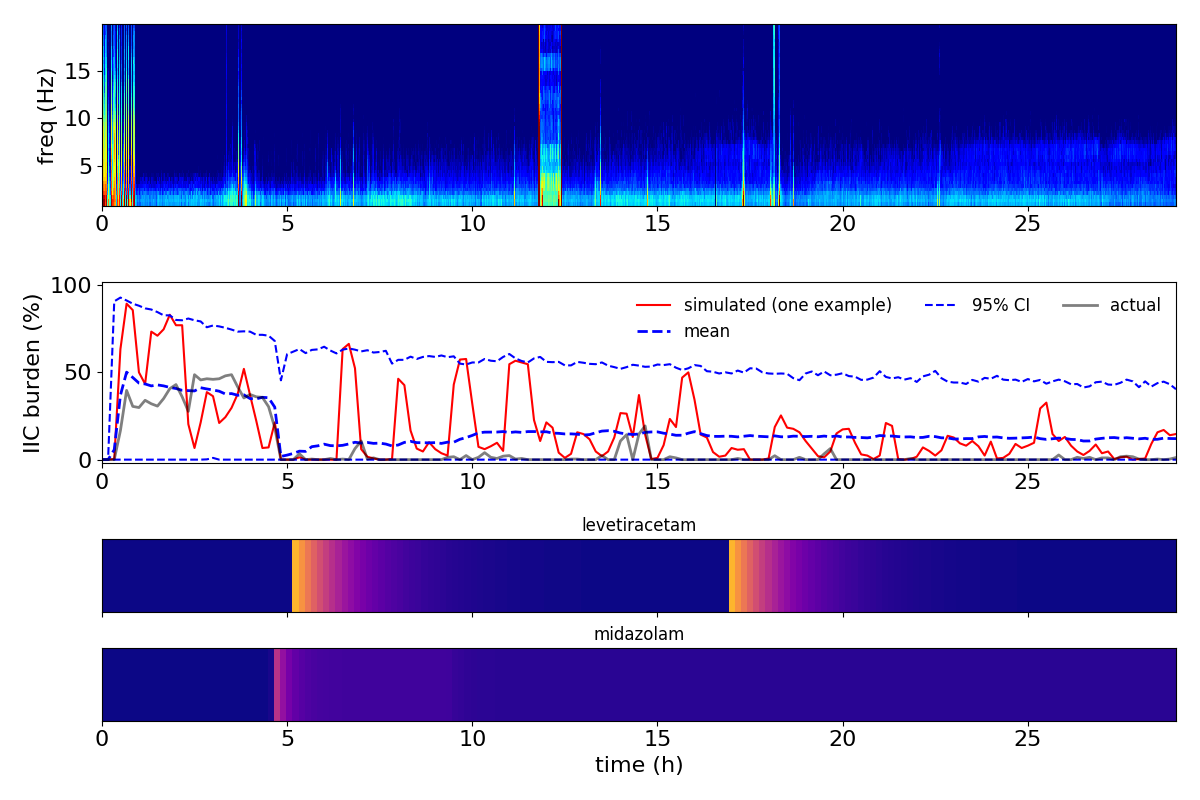 freq (Hz)
15
10
5
0 5 10 15 20 25
IIC burden (%)
100
50
0
simulated (one example)
mean
95% CI
actual
0 5 10 15 20 25
levetiracetam
midazolam
0 5 10 15 20 25
time (h)